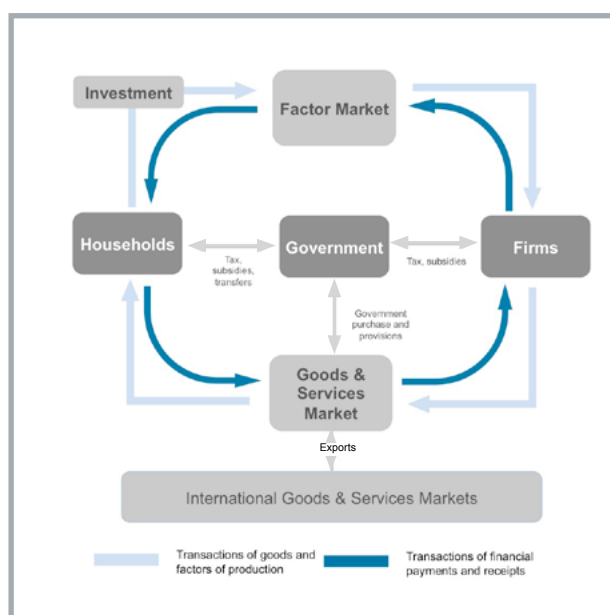 Investment
Factor Market
Households
Government
Firms
Tax,
subsidies,
transfers
Tax, subsidies
Government
purchase and
provisions
Goods &
Services
Market
Exports
International Goods & Services Markets
Transactions of goods and
factors of production
Transactions of financial
payments and receipts